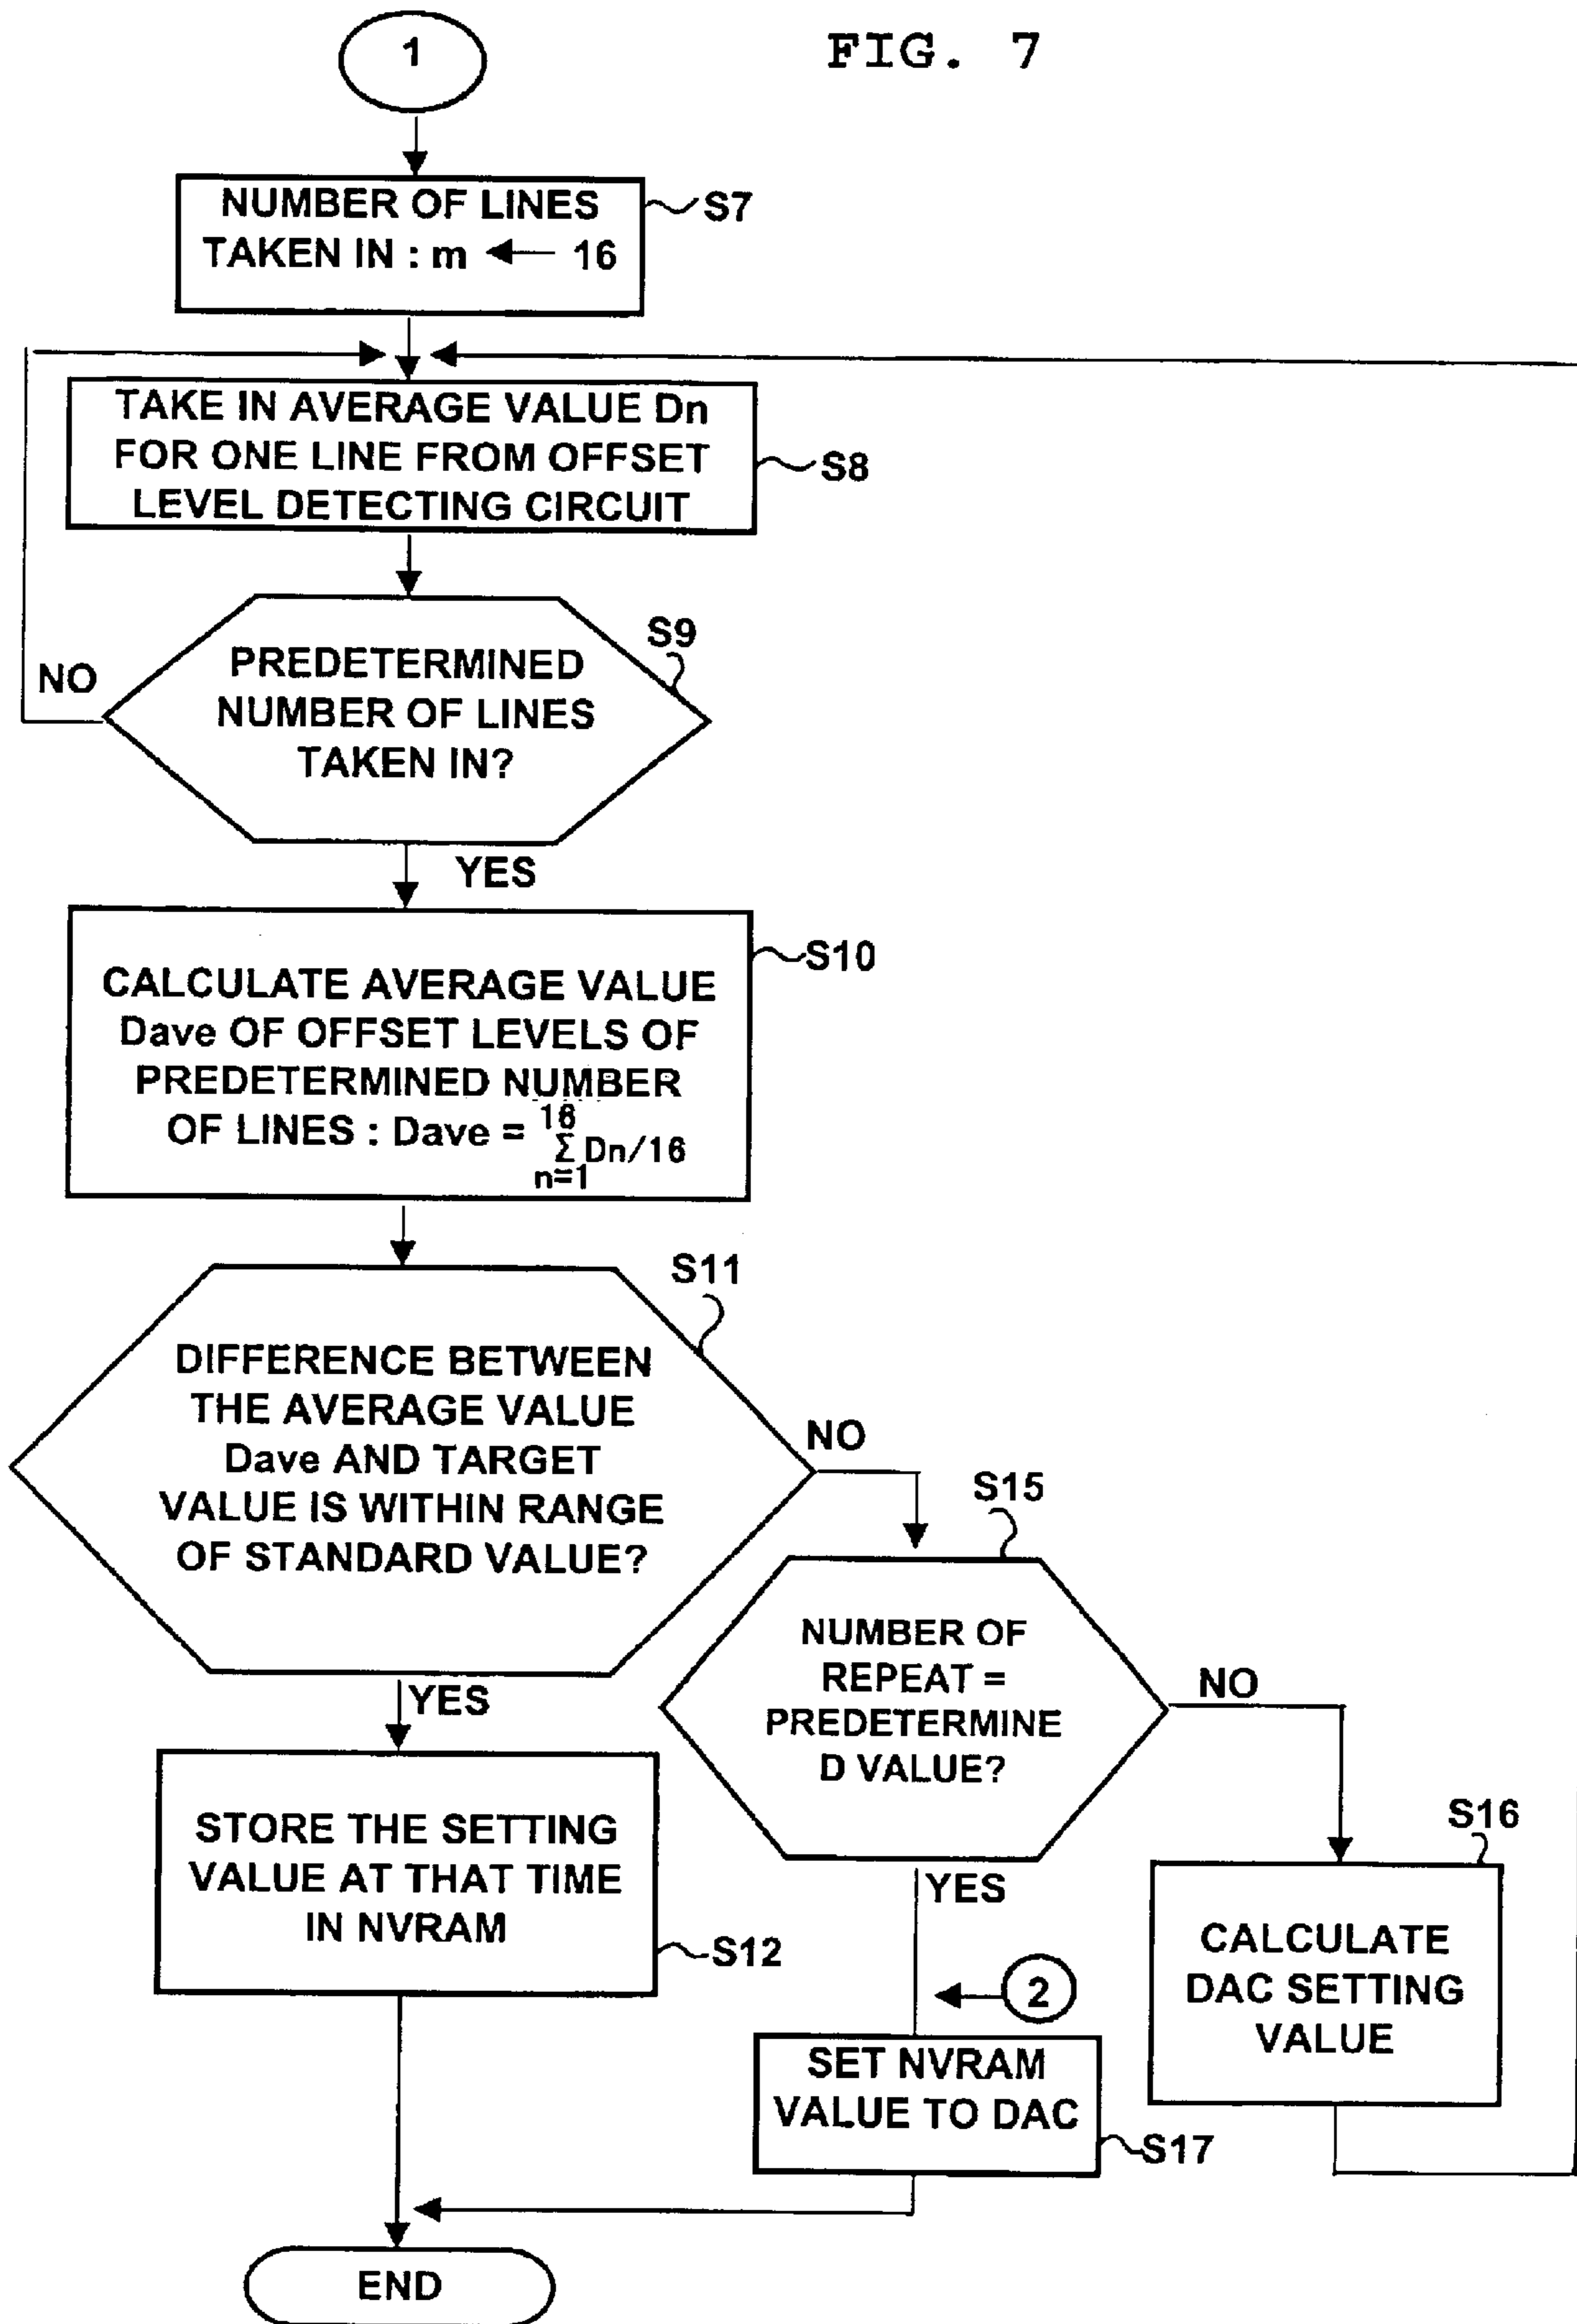 FIG. 7
1
NUMBER OF LINES
TAKEN IN : m ← 16
S7
TAKE IN AVERAGE VALUE Dn
FOR ONE LINE FROM OFFSET
LEVEL DETECTING CIRCUIT
S8
S9
NO
PREDETERMINED
NUMBER OF LINES
TAKEN IN?
YES
S10
CALCULATE AVERAGE VALUE
Dave OF OFFSET LEVELS OF
PREDETERMINED NUMBER
OF LINES : Dave = 16
Σ Dn/16
n=1
S11
DIFFERENCE BETWEEN
THE AVERAGE VALUE
Dave AND TARGET
VALUE IS WITHIN RANGE
OF STANDARD VALUE?
NO
YES
S15
NUMBER OF
REPEAT =
PREDETERMINE
D VALUE?
NO
YES
STORE THE SETTING
VALUE AT THAT TIME
IN NVRAM
S12
S16
CALCULATE
DAC SETTING
VALUE
2
SET NVRAM
VALUE TO DAC
S17
END